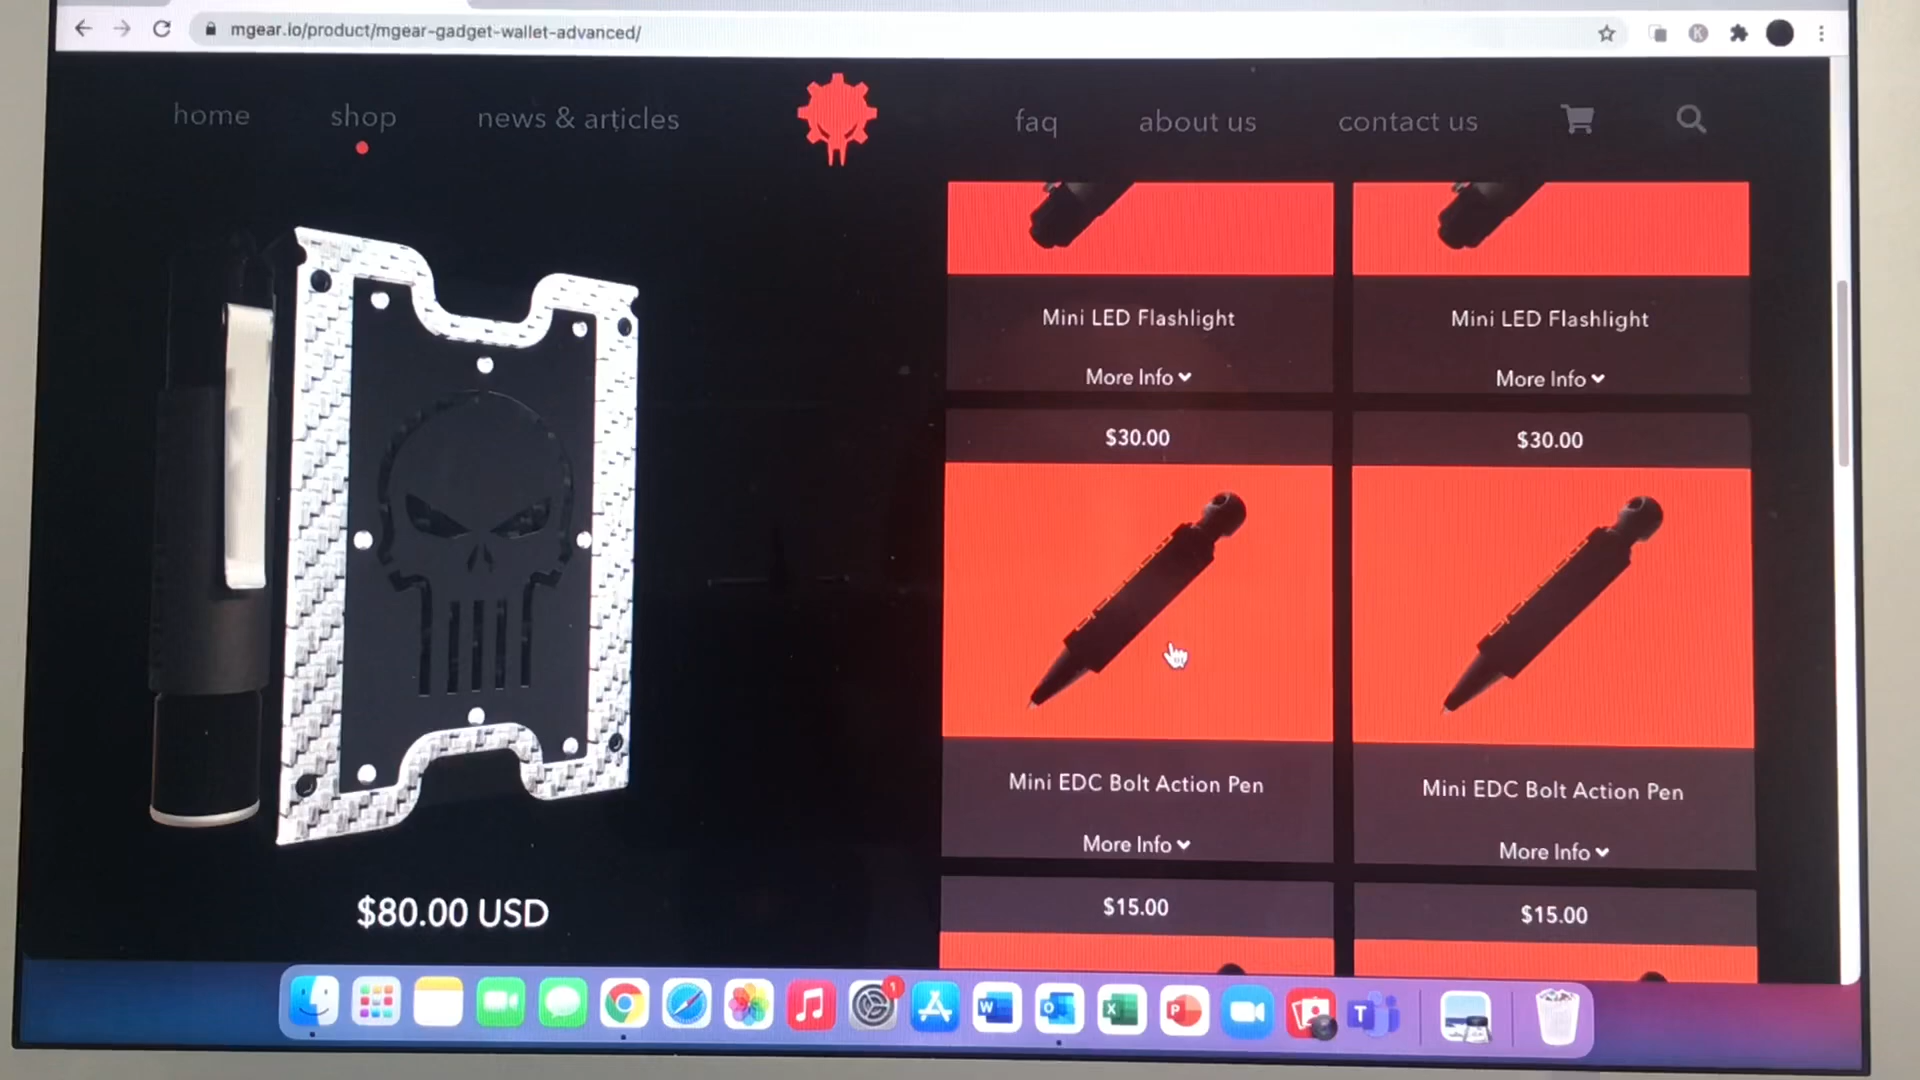 mgear.io/product/mgear-gadget-wallet-advanced/
K
home
shop
news & articles
faq
about us
contact us
Mini LED Flashlight
Mini LED Flashlight
More Info
More Info
$30.00
$30.00
Mini EDC Bolt Action Pen
Mini EDC Bolt Action Pen
More Info
More Info
$15.00
$15.00
$80.00 USD
1
W
O
X
P
T